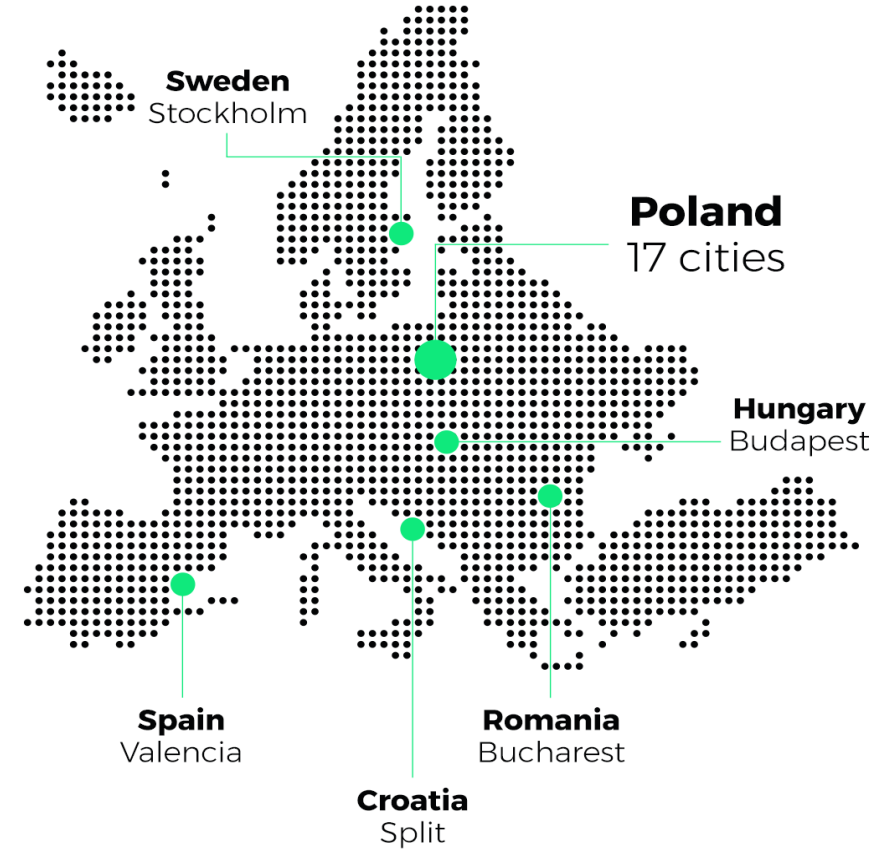 Sweden
Stockholm
Poland
17 cities
Hungary
Budapest
Spain
Valencia
Romania
Bucharest
Croatia
Split